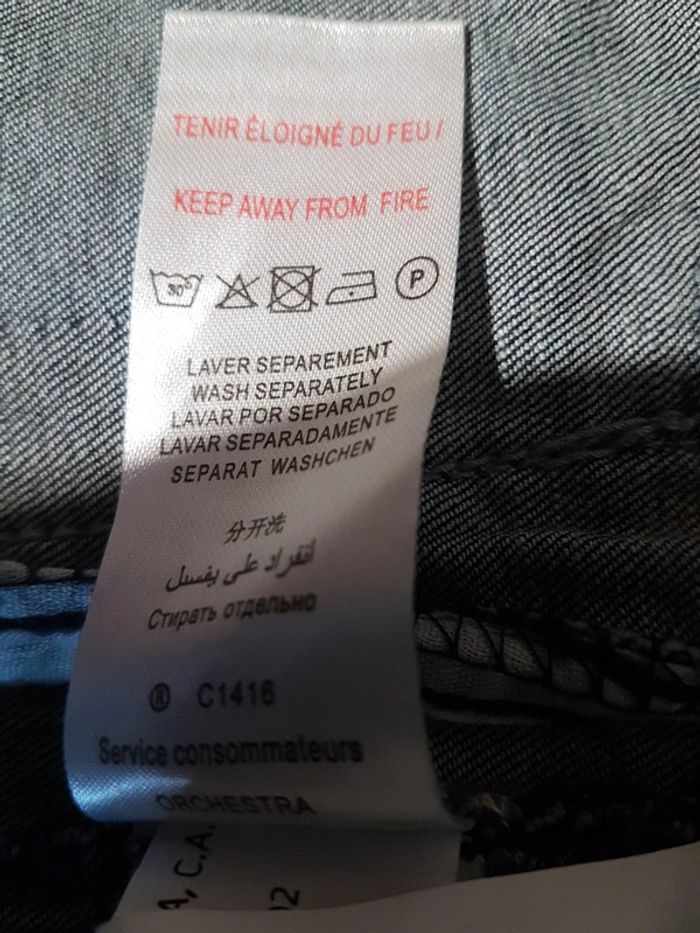 TENIR ÉLOIGNÉ DU FEU /
KEEP AWAY FROM FIRE
30°
P
LAVER SEPAREMENT
WASH SEPARATELY
LAVAR POR SEPARADO
LAVAR SEPARADAMENTE
SEPARAT WASHCHEN
分开洗
انفراد على يغسل
Стирать отдельно
® C1416
Service consommateurs
ORCHESTRA
A, C.A.